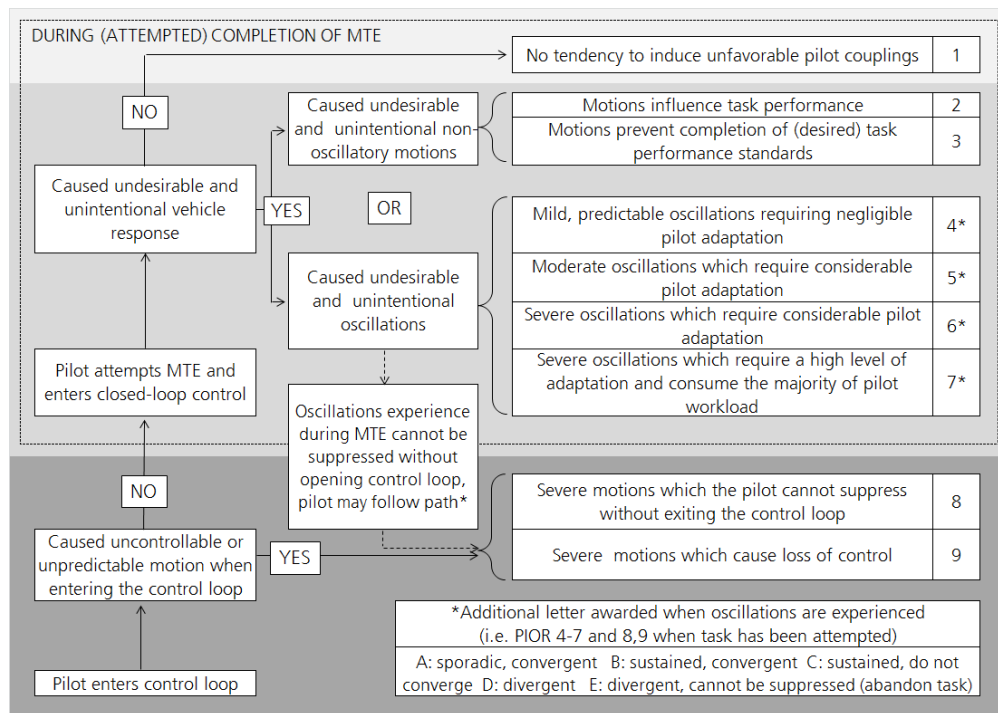 DURING (ATTEMPTED) COMPLETION OF MTE
No tendency to induce unfavorable pilot couplings
1
NO
Caused undesirable
and unintentional non-
oscillatory motions
Motions influence task performance
2
Motions prevent completion of (desired) task
performance standards
3
Caused undesirable and
unintentional vehicle
response
YES
OR
Mild, predictable oscillations requiring negligible
pilot adaptation
4*
Caused undesirable
and unintentional
oscillations
Moderate oscillations which require considerable
pilot adaptation
5*
Severe oscillations which require considerable pilot
adaptation
6*
Severe oscillations which require a high level of
adaptation and consume the majority of pilot
workload
7*
Pilot attempts MTE and
enters closed-loop control
Oscillations experience
during MTE cannot be
suppressed without
opening control loop,
pilot may follow path*
NO
Severe motions which the pilot cannot suppress
without exiting the control loop
8
Caused uncontrollable or
unpredictable motion when
entering the control loop
YES
Severe motions which cause loss of control
9
*Additional letter awarded when oscillations are experienced
(i.e. PIOR 4-7 and 8,9 when task has been attempted)
A: sporadic, convergent B: sustained, convergent C: sustained, do not
converge D: divergent E: divergent, cannot be suppressed (abandon task)
Pilot enters control loop